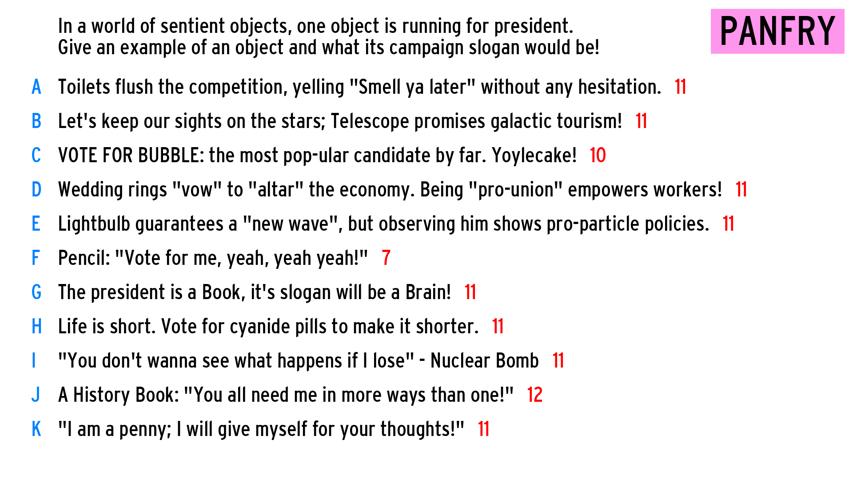 In a world of sentient objects, one object is running for president.
Give an example of an object and what its campaign slogan would be!
PANFRY
A Toilets flush the competition, yelling "Smell ya later" without any hesitation. 11
B Let's keep our sights on the stars; Telescope promises galactic tourism! 11
C VOTE FOR BUBBLE: the most pop-ular candidate by far. Yoylecake! 10
D Wedding rings "vow" to "altar" the economy. Being "pro-union" empowers workers! 11
E Lightbulb guarantees a "new wave", but observing him shows pro-particle policies. 11
F Pencil: "Vote for me, yeah, yeah yeah!" 7
G The president is a Book, it's slogan will be a Brain! 11
H Life is short. Vote for cyanide pills to make it shorter. 11
I "You don't wanna see what happens if I lose" - Nuclear Bomb 11
J A History Book: "You all need me in more ways than one!" 12
K "I am a penny; I will give myself for your thoughts!" 11